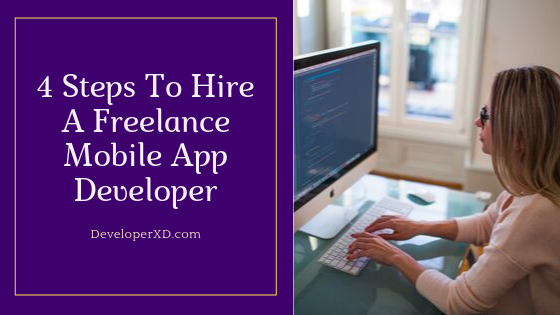 4 Steps To Hire
A Freelance
Mobile App
Developer
DeveloperXD.com